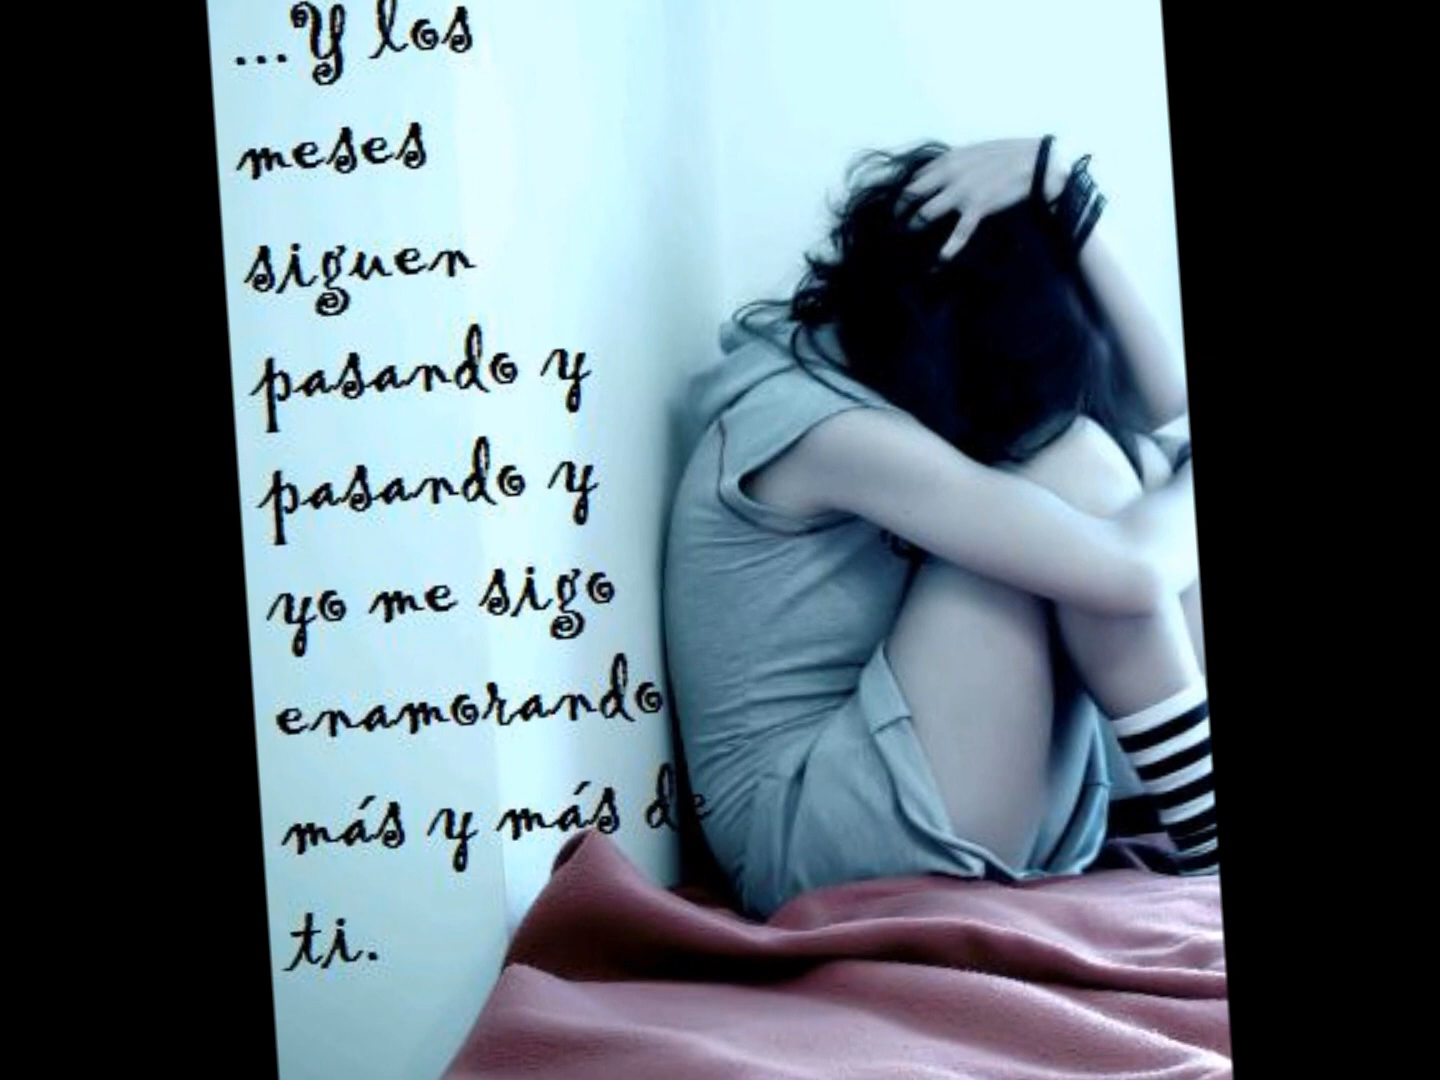 ...Y los
meses
siguen
pasando y
pasando y
yo me sigo
enamorando
más y más de
ti.